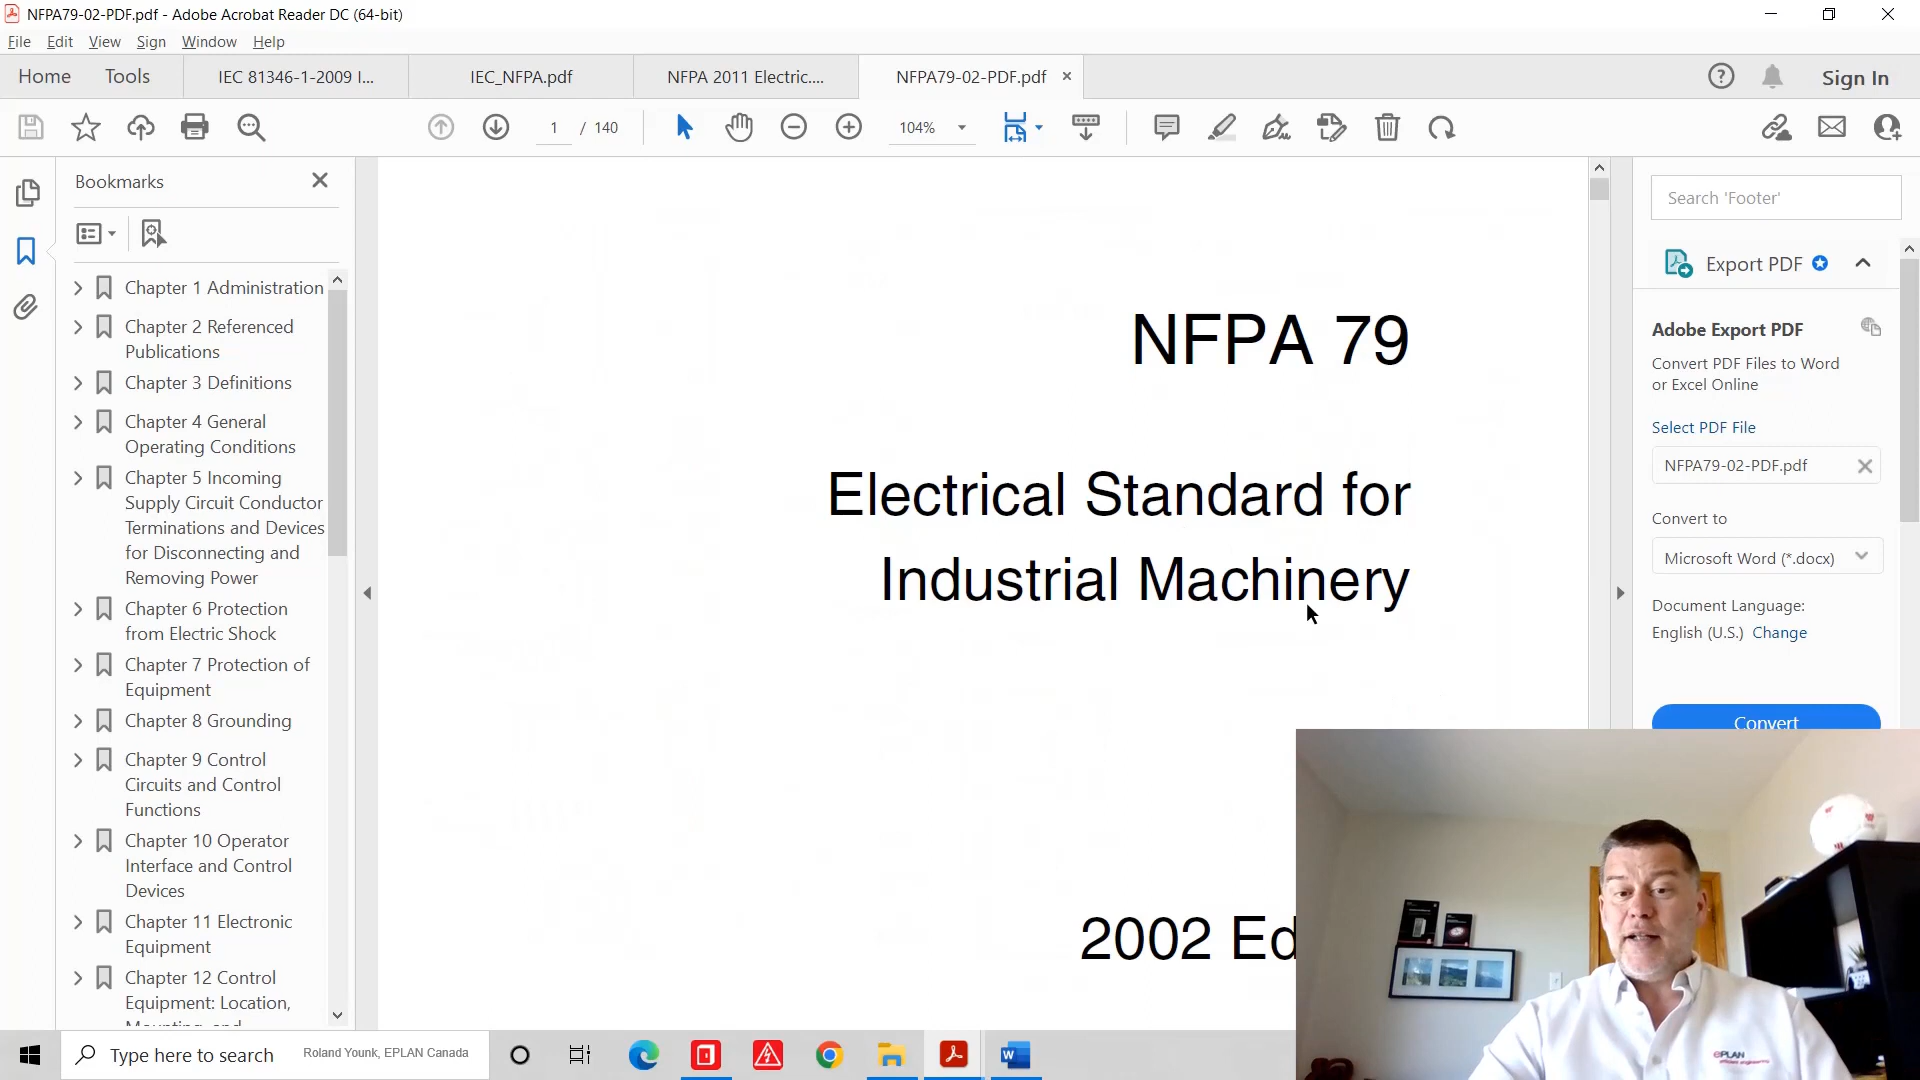 NFPA79-02-PDF.pdf - Adobe Acrobat Reader DC (64-bit)
File Edit View Sign Window Help
Home Tools IEC 81346-1-2009 I... IEC_NFPA.pdf NFPA 2011 Electric.... NFPA79-02-PDF.pdf × Sign In
1 / 140 104%
Bookmarks
Chapter 1 Administration
Chapter 2 Referenced
Publications
Chapter 3 Definitions
Chapter 4 General
Operating Conditions
Chapter 5 Incoming
Supply Circuit Conductor
Terminations and Devices
for Disconnecting and
Removing Power
Chapter 6 Protection
from Electric Shock
Chapter 7 Protection of
Equipment
Chapter 8 Grounding
Chapter 9 Control
Circuits and Control
Functions
Chapter 10 Operator
Interface and Control
Devices
Chapter 11 Electronic
Equipment
Chapter 12 Control
Equipment: Location,
NFPA 79
Electrical Standard for
Industrial Machinery
2002 Ed
Search 'Footer'
Export PDF
Adobe Export PDF
Convert PDF Files to Word
or Excel Online
Select PDF File
NFPA79-02-PDF.pdf
Convert to
Microsoft Word (*.docx)
Document Language:
English (U.S.) Change
Convert
ePLAN
Type here to search Roland Younk, EPLAN Canada